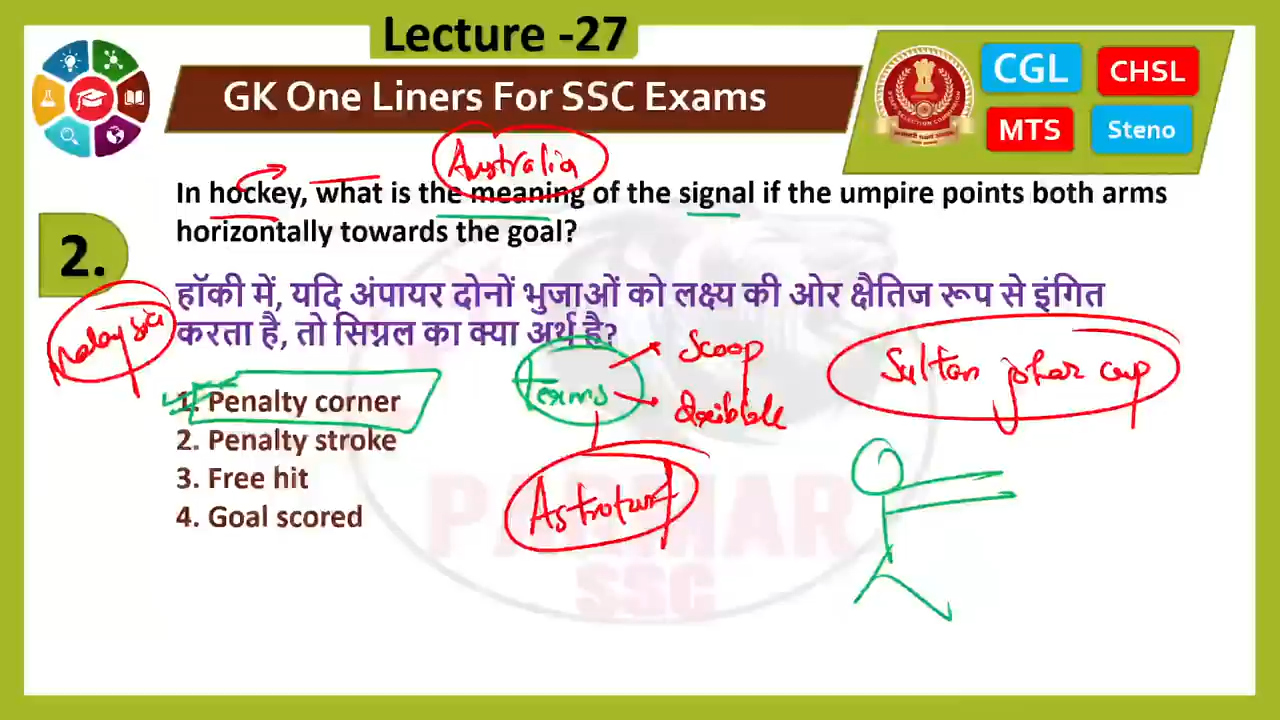 Lecture -27
GK One Liners For SSC Exams
CGL
CHSL
MTS
Steno
Australia
In hockey, what is the meaning of the signal if the umpire points both arms
horizontally towards the goal?
2.
हॉकी में, यदि अंपायर दोनों भुजाओं को लक्ष्य की ओर क्षैतिज रूप से इंगित
करता है, तो सिग्नल का क्या अर्थ है?
Malaysia
Terms
Scoop
Dribble
Sultan johar cup
1. Penalty corner
2. Penalty stroke
3. Free hit
4. Goal scored
Astroturf
PARMAR
SSC